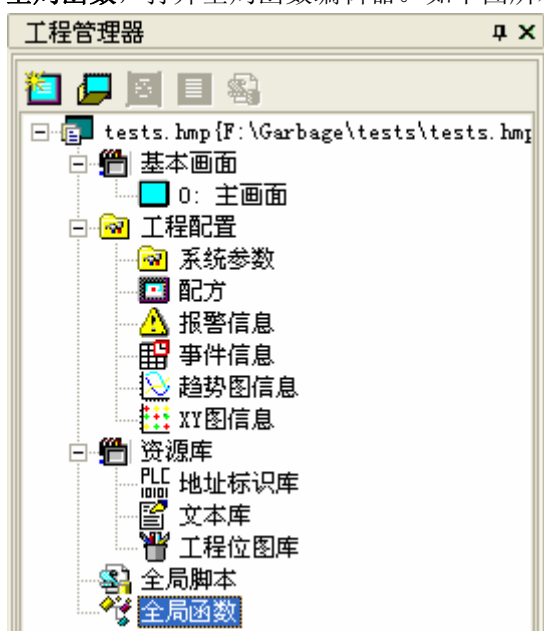 全局函数，打开全局函数编辑器。如下图所
工程管理器
tests.hmp{F:\Garbage\tests\tests.hmp
基本画面
0: 主画面
工程配置
系统参数
配方
报警信息
事件信息
趋势图信息
XY图信息
资源库
PLC 地址标识库
文本库
工程位图库
全局脚本
全局函数